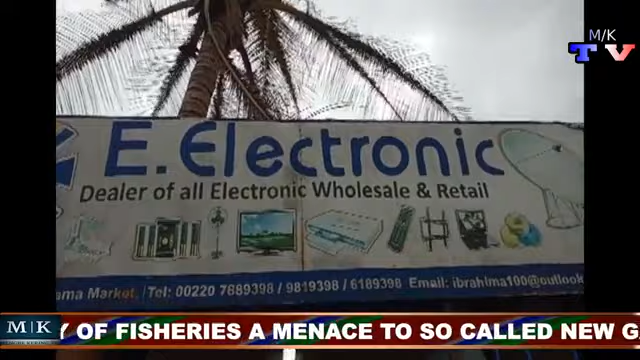 M/K
TV
E.Electronic
Dealer of all Electronic Wholesale & Retail
ama Market, Tel: 00220 7689398 / 9819398 / 6189398 Email: ibrahima100@outlook
M|K
Y OF FISHERIES A MENACE TO SO CALLED NEW G